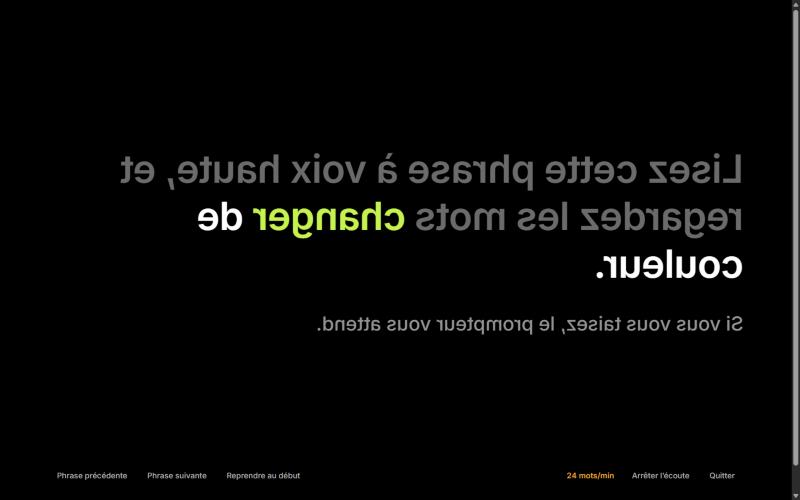 Lisez cette phrase à voix haute, et
regardez les mots changer de
couleur.
Si vous vous taisez, le prompteur vous attend.
Phrase précédente Phrase suivante Reprendre au début 24 mots/min Arrêter l'écoute Quitter